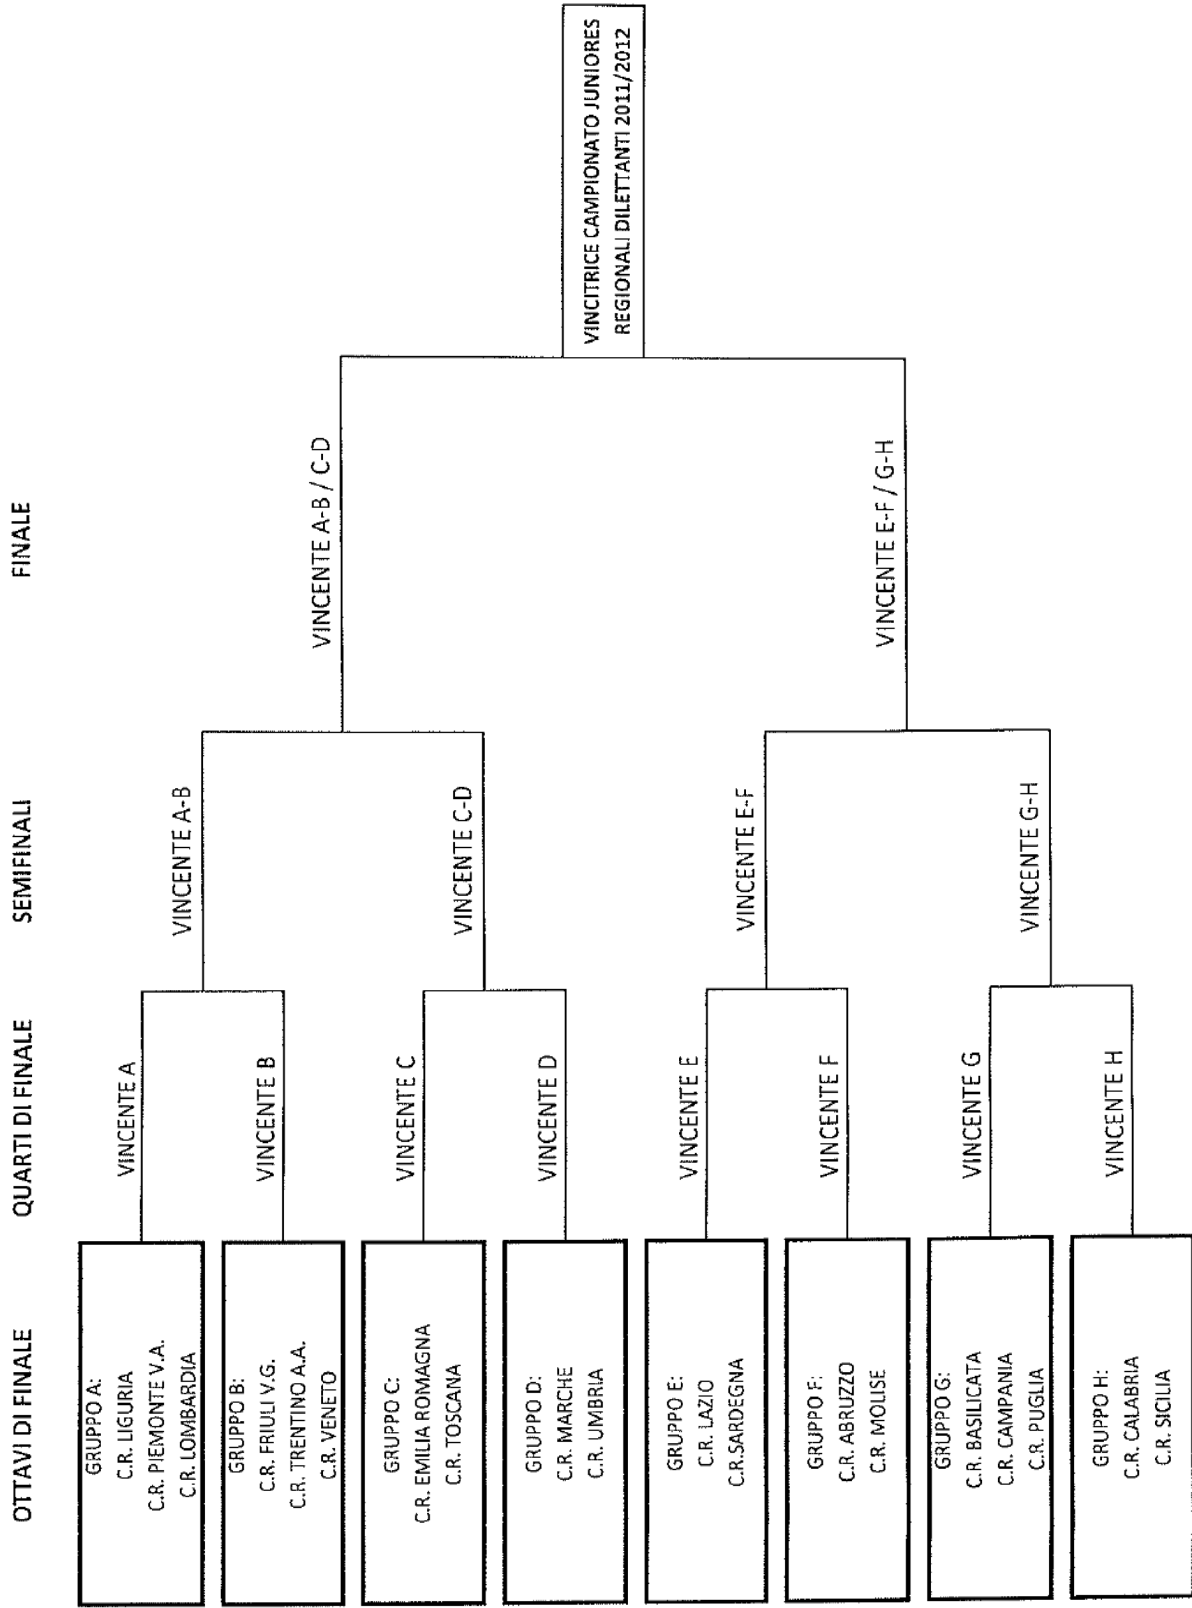 OTTAVI DI FINALE
QUARTI DI FINALE
SEMIFINALI
FINALE
GRUPPO A:
C.R. LIGURIA
C.R. PIEMONTE V.A.
C.R. LOMBARDIA
GRUPPO B:
C.R. FRIULI V.G.
C.R. TRENTINO A.A.
C.R. VENETO
GRUPPO C:
C.R. EMILIA ROMAGNA
C.R. TOSCANA
GRUPPO D:
C.R. MARCHE
C.R. UMBRIA
GRUPPO E:
C.R. LAZIO
C.R.SARDEGNA
GRUPPO F:
C.R. ABRUZZO
C.R. MOLISE
GRUPPO G:
C.R. BASILICATA
C.R. CAMPANIA
C.R. PUGLIA
GRUPPO H:
C.R. CALABRIA
C.R. SICILIA
VINCENTE A
VINCENTE B
VINCENTE C
VINCENTE D
VINCENTE E
VINCENTE F
VINCENTE G
VINCENTE H
VINCENTE A-B
VINCENTE C-D
VINCENTE E-F
VINCENTE G-H
VINCENTE A-B / C-D
VINCENTE E-F / G-H
VINCITRICE CAMPIONATO JUNIORES
REGIONALI DILETTANTI 2011/2012